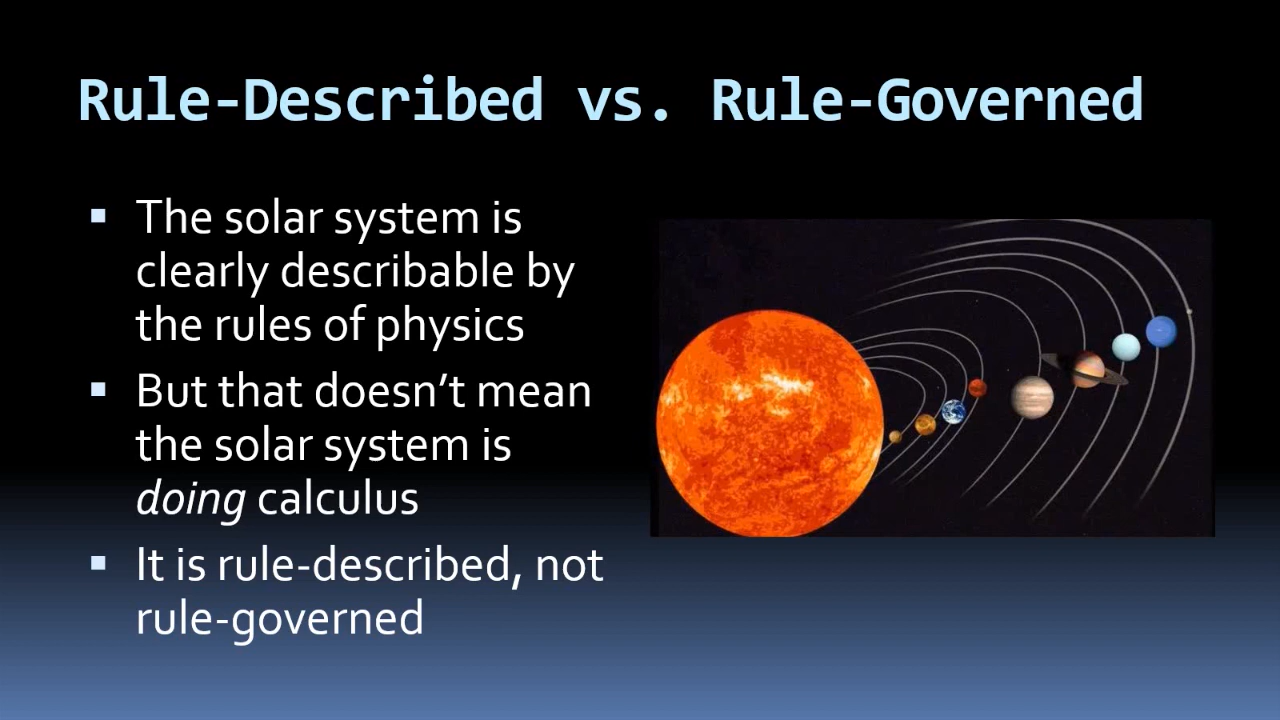 Rule-Described vs. Rule-Governed
The solar system is
clearly describable by
the rules of physics
But that doesn’t mean
the solar system is
doing calculus
It is rule-described, not
rule-governed